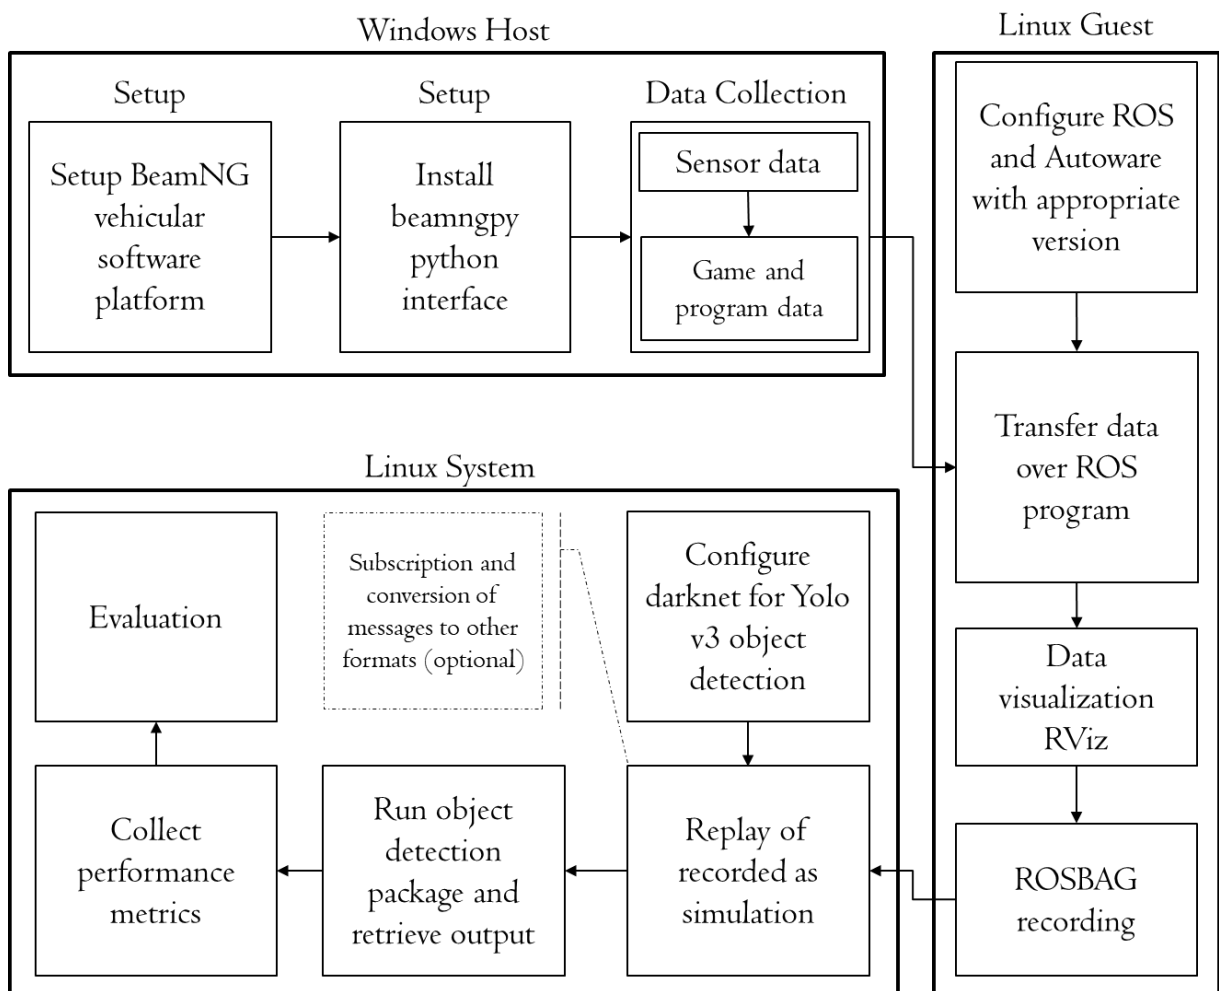 Windows Host
Setup
Setup BeamNG
vehicular
software
platform
Setup
Install
beamngpy
python
interface
Data Collection
Sensor data
Game and
program data
Linux Guest
Configure ROS
and Autoware
with appropriate
version
Transfer data
over ROS
program
Data
visualization
RViz
ROSBAG
recording
Linux System
Configure
darknet for Yolo
v3 object
detection
Subscription and
conversion of
messages to other
formats (optional)
Replay of
recorded as
simulation
Run object
detection
package and
retrieve output
Collect
performance
metrics
Evaluation